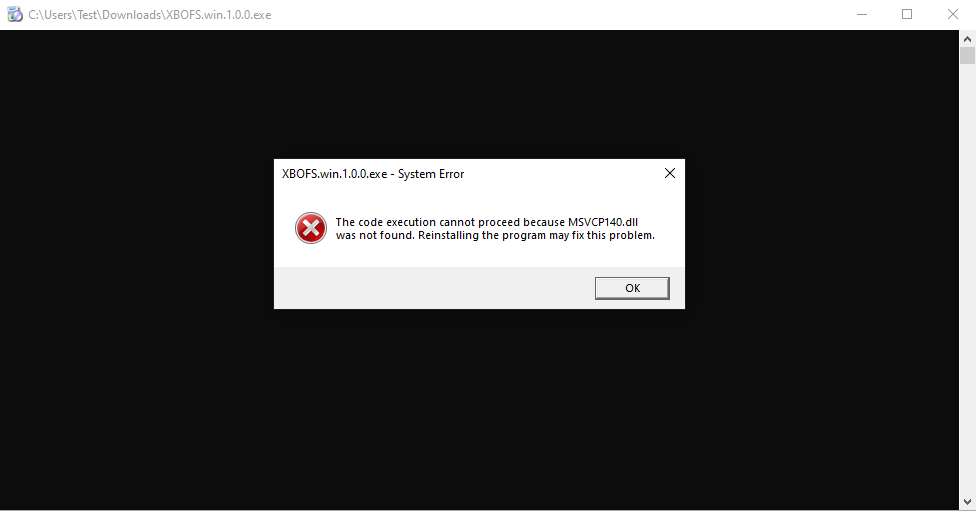 C:\Users\Test\Downloads\XBOFS.win.1.0.0.exe
XBOFS.win.1.0.0.exe - System Error
The code execution cannot proceed because MSVCP140.dll
was not found. Reinstalling the program may fix this problem.
OK